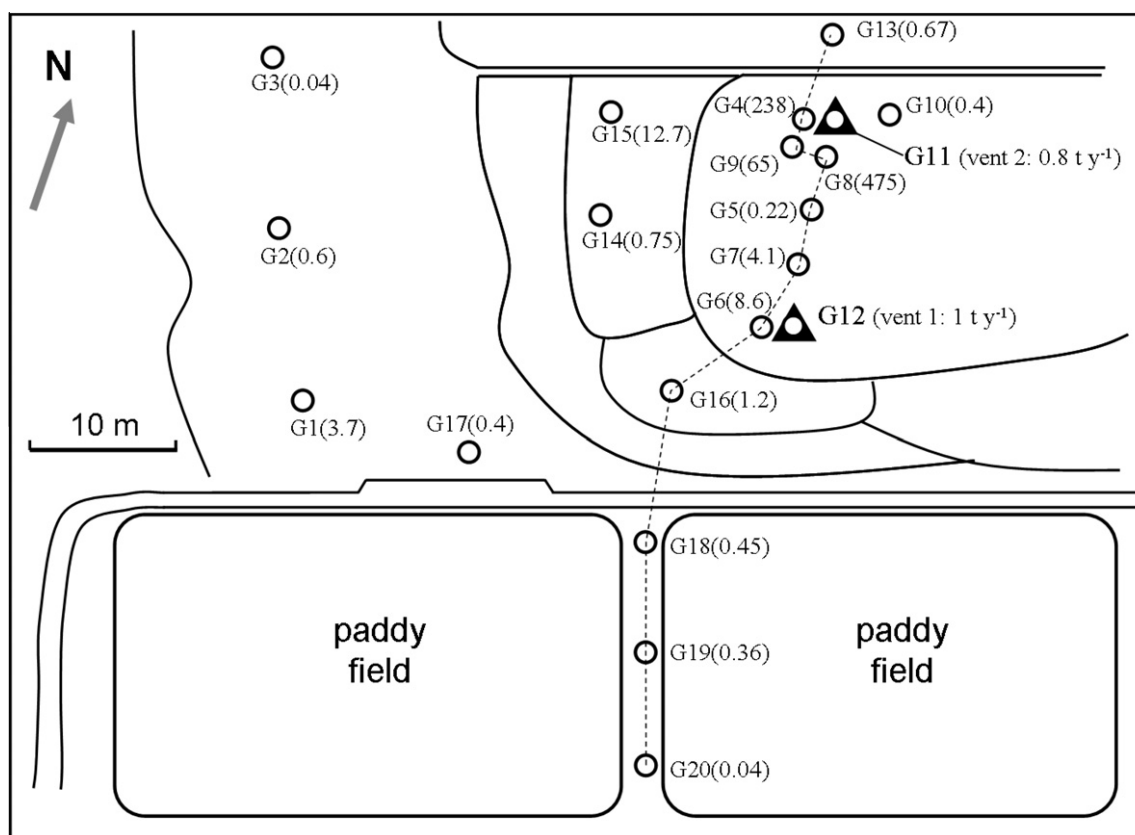 G13(0.67)
N
G3(0.04)
G4(238)
G10(0.4)
G15(12.7)
G11 (vent 2: 0.8 t y⁻¹)
G9(65)
G8(475)
G5(0.22)
G2(0.6)
G14(0.75)
G7(4.1)
G6(8.6)
G12 (vent 1: 1 t y⁻¹)
G16(1.2)
10 m
G1(3.7)
G17(0.4)
G18(0.45)
paddy
field
G19(0.36)
paddy
field
G20(0.04)